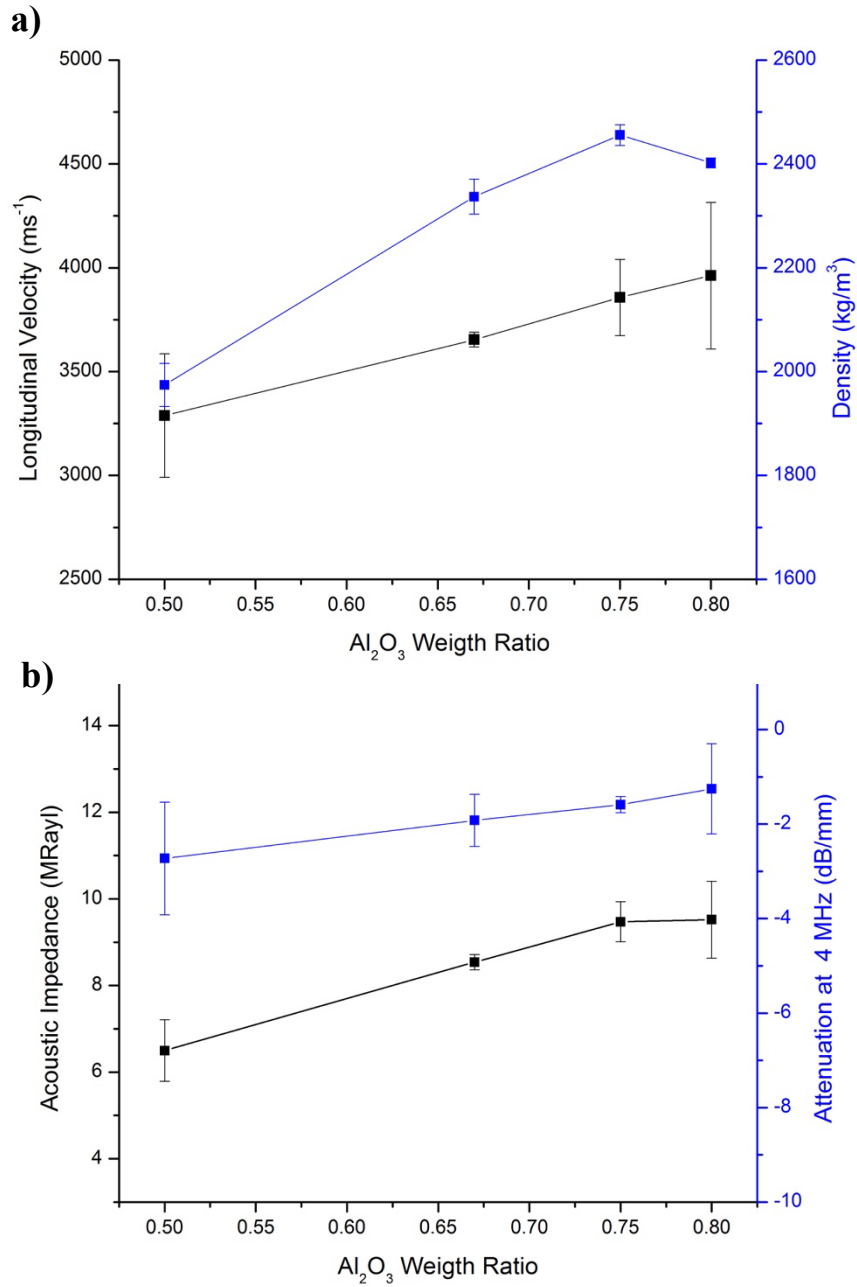 a)
Longitudinal Velocity (ms⁻¹)
5000
4500
4000
3500
3000
2500
2600
2400
2200
2000
1800
1600
Density (kg/m³)
0.50 0.55 0.60 0.65 0.70 0.75 0.80
Al₂O₃ Weigth Ratio
b)
Acoustic Impedance (MRayl)
14
12
10
8
6
4
0
-2
-4
-6
-8
-10
Attenuation at 4 MHz (dB/mm)
0.50 0.55 0.60 0.65 0.70 0.75 0.80
Al₂O₃ Weigth Ratio